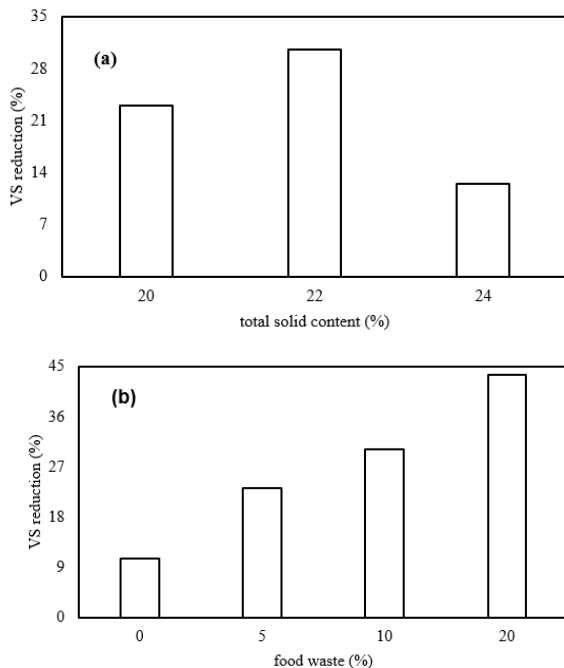 35
28
21
14
7
0
(a)
VS reduction (%)
20 22 24
total solid content (%)
45
36
27
18
9
0
(b)
VS reduction (%)
0 5 10 20
food waste (%)